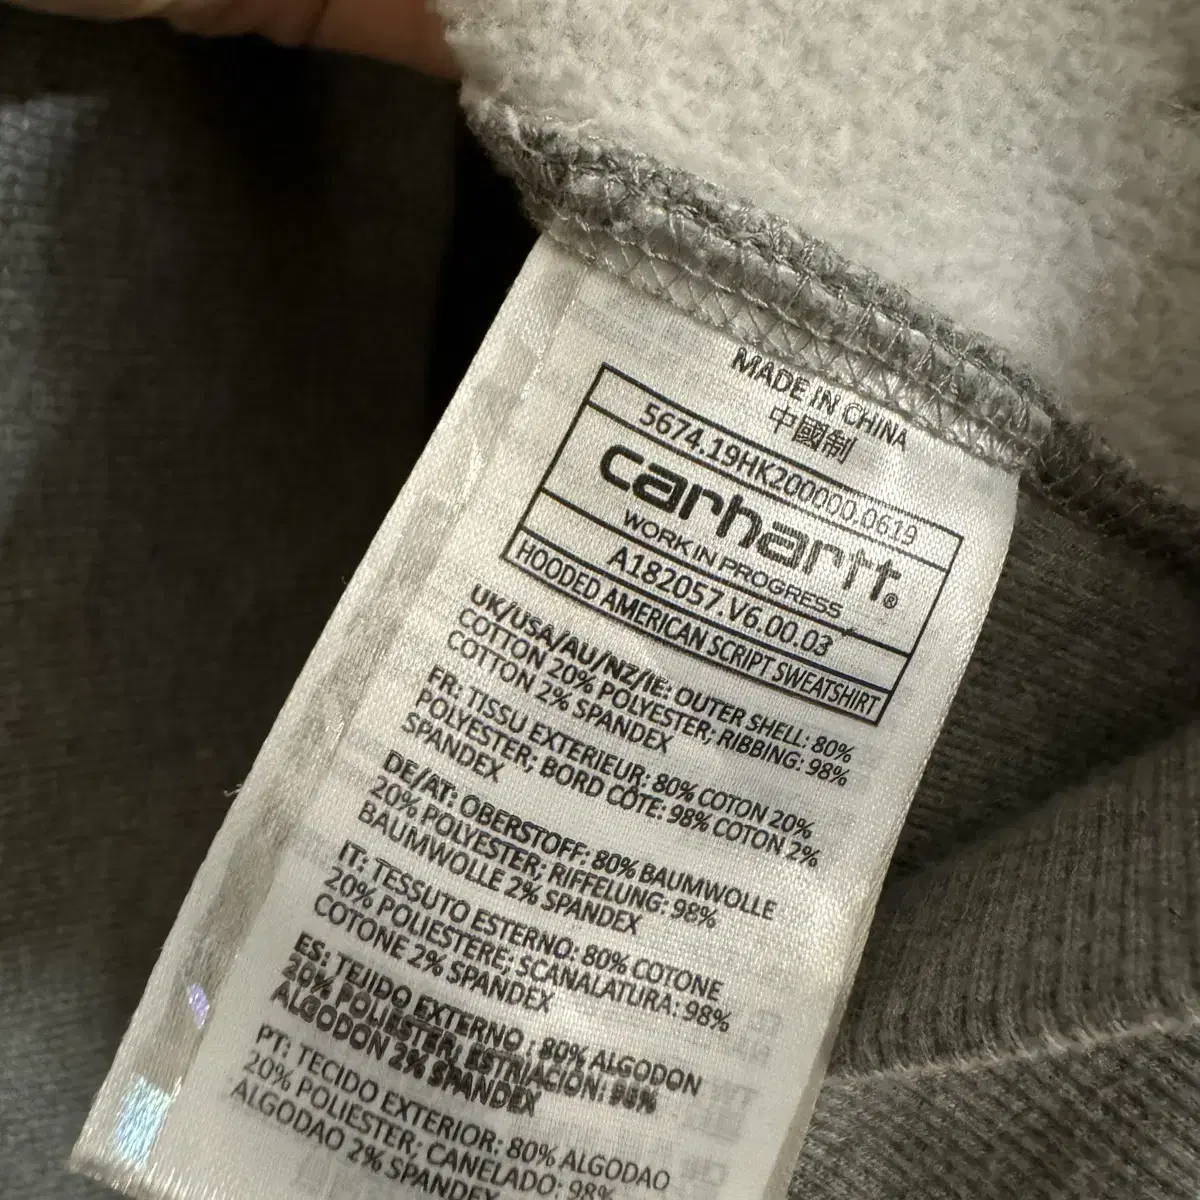 MADE IN CHINA
中國制
5674.19HK200000.0619
carhartt®
WORK IN PROGRESS
A182057.V6.00.03
HOODED AMERICAN SCRIPT SWEATSHIRT
UK/USA/AU/NZ/IE: OUTER SHELL: 80%
COTTON 20% POLYESTER; RIBBING: 98%
COTTON 2% SPANDEX
FR: TISSU EXTERIEUR: 80% COTON 20%
POLYESTER; BORD COTE: 98% COTON 2%
SPANDEX
DE/AT: OBERSTOFF: 80% BAUMWOLLE
20% POLYESTER; RIFFELUNG: 98%
BAUMWOLLE 2% SPANDEX
IT: TESSUTO ESTERNO: 80% COTONE
20% POLIESTERE; SCANALATURA: 98%
COTONE 2% SPANDEX
ES: TEJIDO EXTERNO : 80% ALGODON
20% POLIESTER; ESTRIACION: 98%
ALGODON 2% SPANDEX
PT: TECIDO EXTERIOR: 80% ALGODAO
20% POLIESTER; CANELADO: 98%
ALGODAO 2% SPANDEX